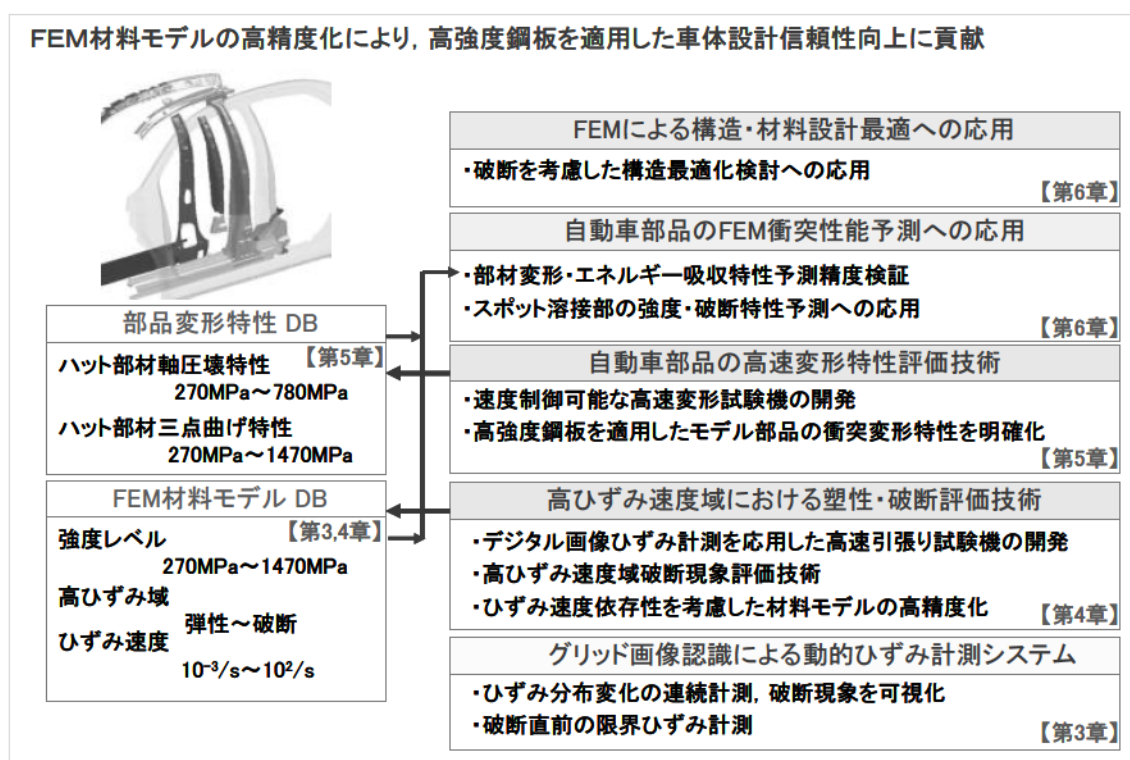 FEM材料モデルの高精度化により，高強度鋼板を適用した車体設計信頼性向上に貢献
部品変形特性 DB
ハット部材軸圧壊特性 【第5章】
270MPa～780MPa
ハット部材三点曲げ特性
270MPa～1470MPa
FEM材料モデル DB
強度レベル 【第3,4章】
270MPa～1470MPa
高ひずみ域
弾性～破断
ひずみ速度
10⁻³/s～10²/s
FEMによる構造・材料設計最適への応用
・破断を考慮した構造最適化検討への応用
【第6章】
自動車部品のFEM衝突性能予測への応用
・部材変形・エネルギー吸収特性予測精度検証
・スポット溶接部の強度・破断特性予測への応用
【第6章】
自動車部品の高速変形特性評価技術
・速度制御可能な高速変形試験機の開発
・高強度鋼板を適用したモデル部品の衝突変形特性を明確化
【第5章】
高ひずみ速度域における塑性・破断評価技術
・デジタル画像ひずみ計測を応用した高速引張り試験機の開発
・高ひずみ速度域破断現象評価技術
・ひずみ速度依存性を考慮した材料モデルの高精度化
【第4章】
グリッド画像認識による動的ひずみ計測システム
・ひずみ分布変化の連続計測，破断現象を可視化
・破断直前の限界ひずみ計測
【第3章】